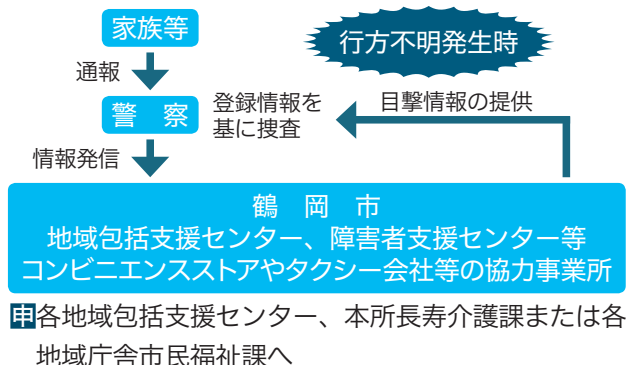 家族等
行方不明発生時
通報
警　察
登録情報を
基に捜査
目撃情報の提供
情報発信
鶴　岡　市
地域包括支援センター、障害者支援センター等
コンビニエンスストアやタクシー会社等の協力事業所
申各地域包括支援センター、本所長寿介護課または各
地域庁舎市民福祉課へ